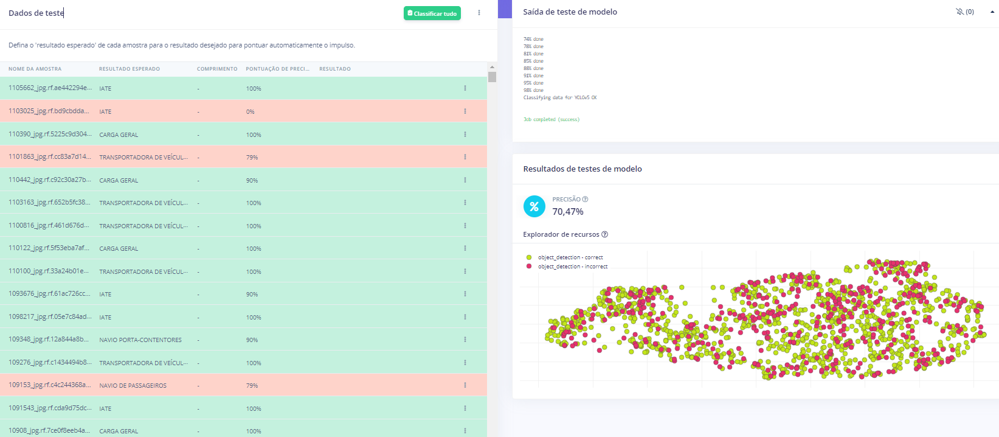 Dados de teste
Classificar tudo
Defina o 'resultado esperado' de cada amostra para o resultado desejado para pontuar automaticamente o impulso.
NOME DA AMOSTRA RESULTADO ESPERADO COMPRIMENTO PONTUAÇÃO DE PRECI... RESULTADO
1105662_jpg.rf.ae442294e... IATE - 100%
1103025_jpg.rf.bd9cbdda... IATE - 0%
110390_jpg.rf.5225c9d304... CARGA GERAL - 100%
1101863_jpg.rf.cc83a7d14... TRANSPORTADORA DE VEÍCUL... - 79%
110442_jpg.rf.c92c30a27b... CARGA GERAL - 90%
1103163_jpg.rf.652b5fc38... TRANSPORTADORA DE VEÍCUL... - 100%
1100816_jpg.rf.461d676d... TRANSPORTADORA DE VEÍCUL... - 100%
110122_jpg.rf.5f53eba7af... CARGA GERAL - 100%
110100_jpg.rf.33a24b01e... TRANSPORTADORA DE VEÍCUL... - 100%
1093676_jpg.rf.61ac726cc... IATE - 90%
1098217_jpg.rf.05e7c84ad... IATE - 100%
109348_jpg.rf.12a844a8b... NAVIO PORTA-CONTENTORES - 90%
109276_jpg.rf.c1434494b8... TRANSPORTADORA DE VEÍCUL... - 100%
109153_jpg.rf.c4c244368a... NAVIO DE PASSAGEIROS - 79%
1091543_jpg.rf.cda9d75dc... IATE - 100%
10908_jpg.rf.7ce0f8eeb4a... CARGA GERAL - 100%
Saída de teste de modelo
(0)
74% done
78% done
81% done
85% done
88% done
91% done
95% done
98% done
Classifying data for YOLOv5 OK
Job completed (success)
Resultados de testes de modelo
PRECISÃO
%
70,47%
Explorador de recursos
object_detection - correct
object_detection - incorrect